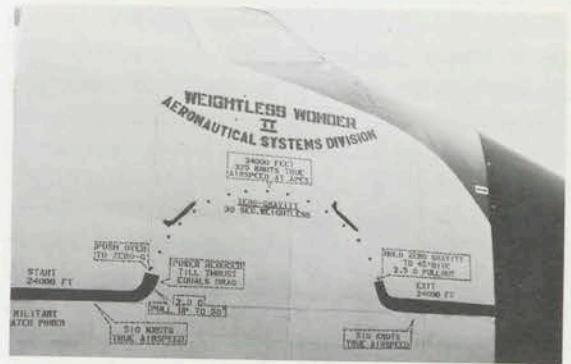 WEIGHTLESS WONDER
II
AERONAUTICAL SYSTEMS DIVISION
34000 FEET
325 KNOTS TRUE
AIRSPEED AT APEX
ZERO-GRAVITY
30 SEC. WEIGHTLESS
PUSH OVER
TO ZERO-G
POWER REDUCED
TILL THRUST
EQUALS DRAG
HOLD ZERO GRAVITY
TO 45° DIVE
2.5 G PULLOUT
START
24000 FT
EXIT
24000 FT
MILITARY
RATED POWER
PULL UP TO 50°
510 KNOTS
TRUE AIRSPEED
510 KNOTS
TRUE AIRSPEED